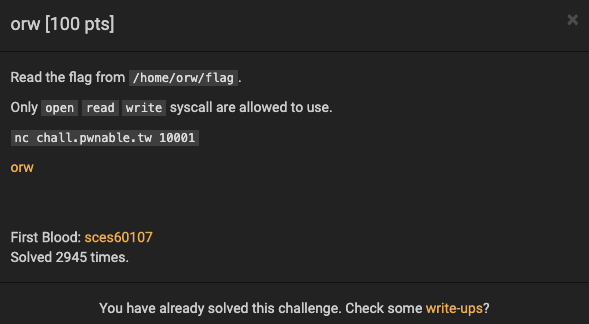 orw [100 pts]
×
Read the flag from /home/orw/flag .
Only open read write syscall are allowed to use.
nc chall.pwnable.tw 10001
orw
First Blood: sces60107
Solved 2945 times.
You have already solved this challenge. Check some write-ups?